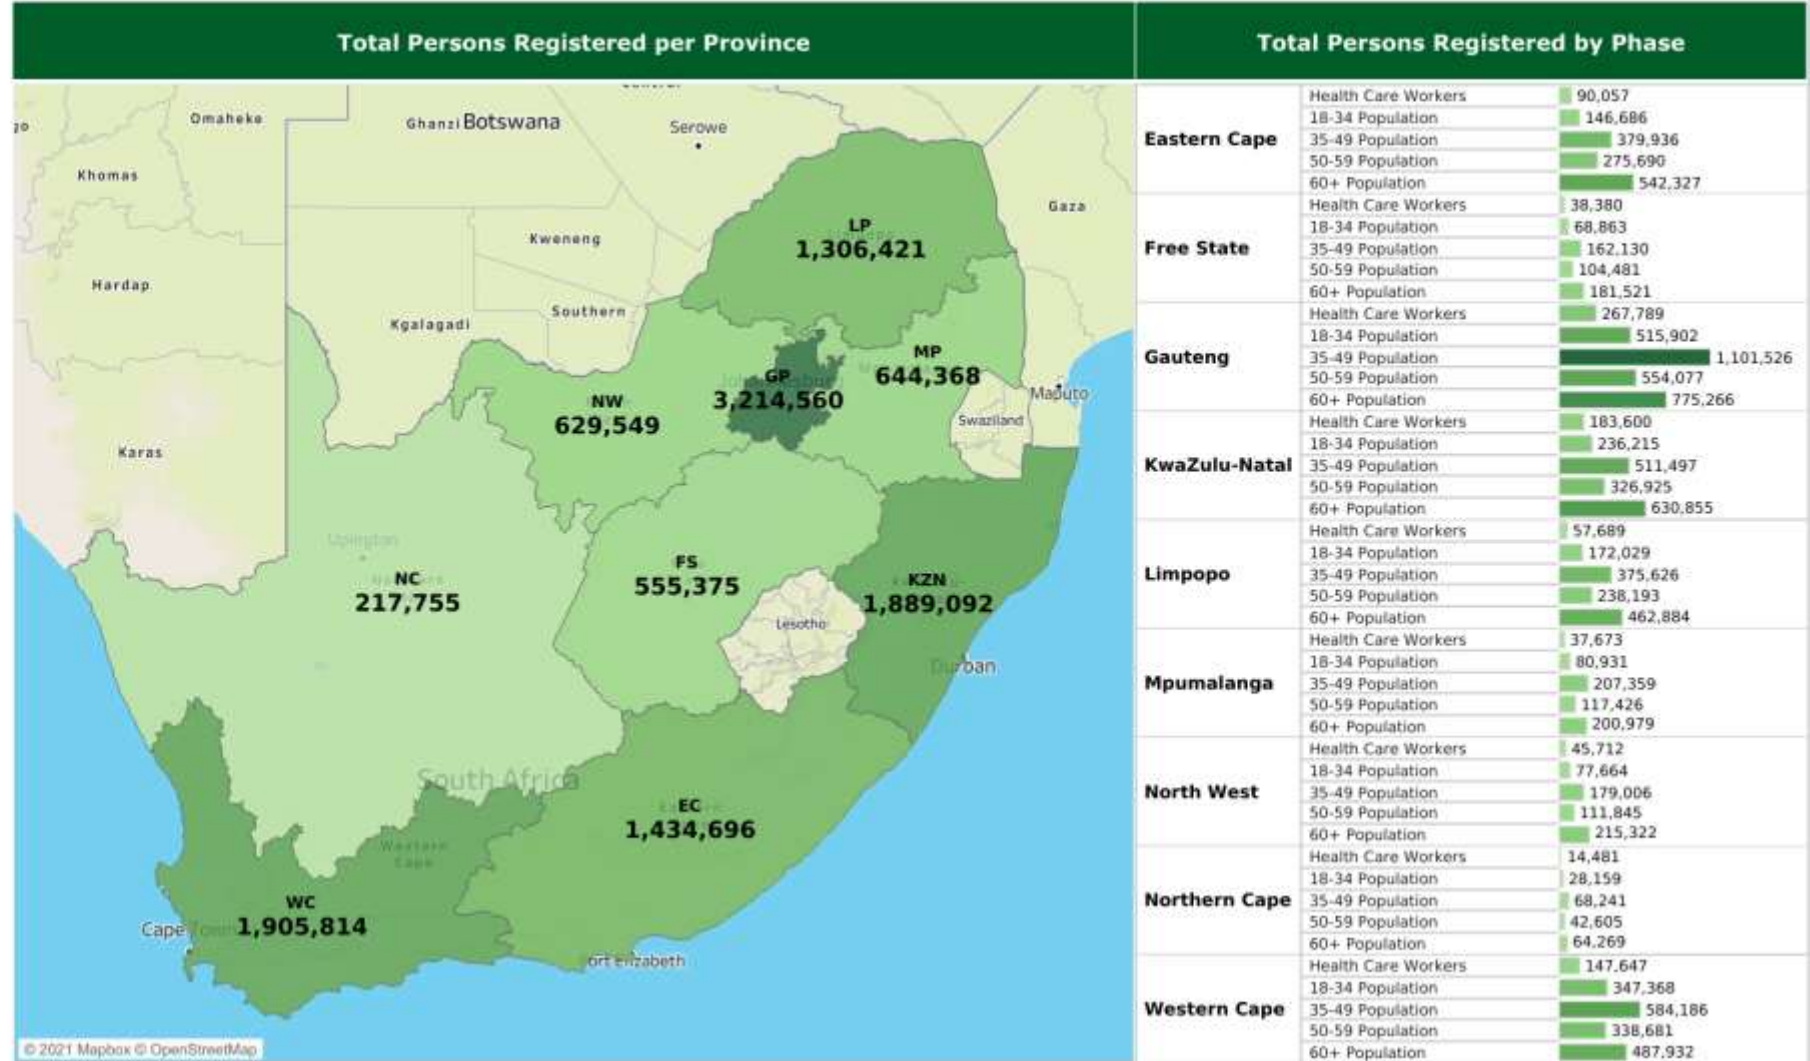 Total Persons Registered per Province
Total Persons Registered by Phase
Omaheke
Ghanzi
Botswana
Serowe
Khomas
Gaza
Kweneng
Hardap
Southern
Kgalagadi
Karas
Maputo
Swaziland
Upington
Lesotho
Durban
South Africa
Western Cape
Cape Town
LP
1,306,421
MP
644,368
GP
3,214,560
NW
629,549
FS
555,375
KZN
1,889,092
NC
217,755
EC
1,434,696
WC
1,905,814
ort Elizabeth
© 2021 Mapbox © OpenStreetMap
Eastern Cape
Health Care Workers 90,057
18-34 Population 146,686
35-49 Population 379,936
50-59 Population 275,690
60+ Population 542,327
Free State
Health Care Workers 38,380
18-34 Population 68,863
35-49 Population 162,130
50-59 Population 104,481
60+ Population 181,521
Gauteng
Health Care Workers 267,789
18-34 Population 515,902
35-49 Population 1,101,526
50-59 Population 554,077
60+ Population 775,266
KwaZulu-Natal
Health Care Workers 183,600
18-34 Population 236,215
35-49 Population 511,497
50-59 Population 326,925
60+ Population 630,855
Limpopo
Health Care Workers 57,689
18-34 Population 172,029
35-49 Population 375,626
50-59 Population 238,193
60+ Population 462,884
Mpumalanga
Health Care Workers 37,673
18-34 Population 80,931
35-49 Population 207,359
50-59 Population 117,426
60+ Population 200,979
North West
Health Care Workers 45,712
18-34 Population 77,664
35-49 Population 179,006
50-59 Population 111,845
60+ Population 215,322
Northern Cape
Health Care Workers 14,481
18-34 Population 28,159
35-49 Population 68,241
50-59 Population 42,605
60+ Population 64,269
Western Cape
Health Care Workers 147,647
18-34 Population 347,368
35-49 Population 584,186
50-59 Population 338,681
60+ Population 487,932